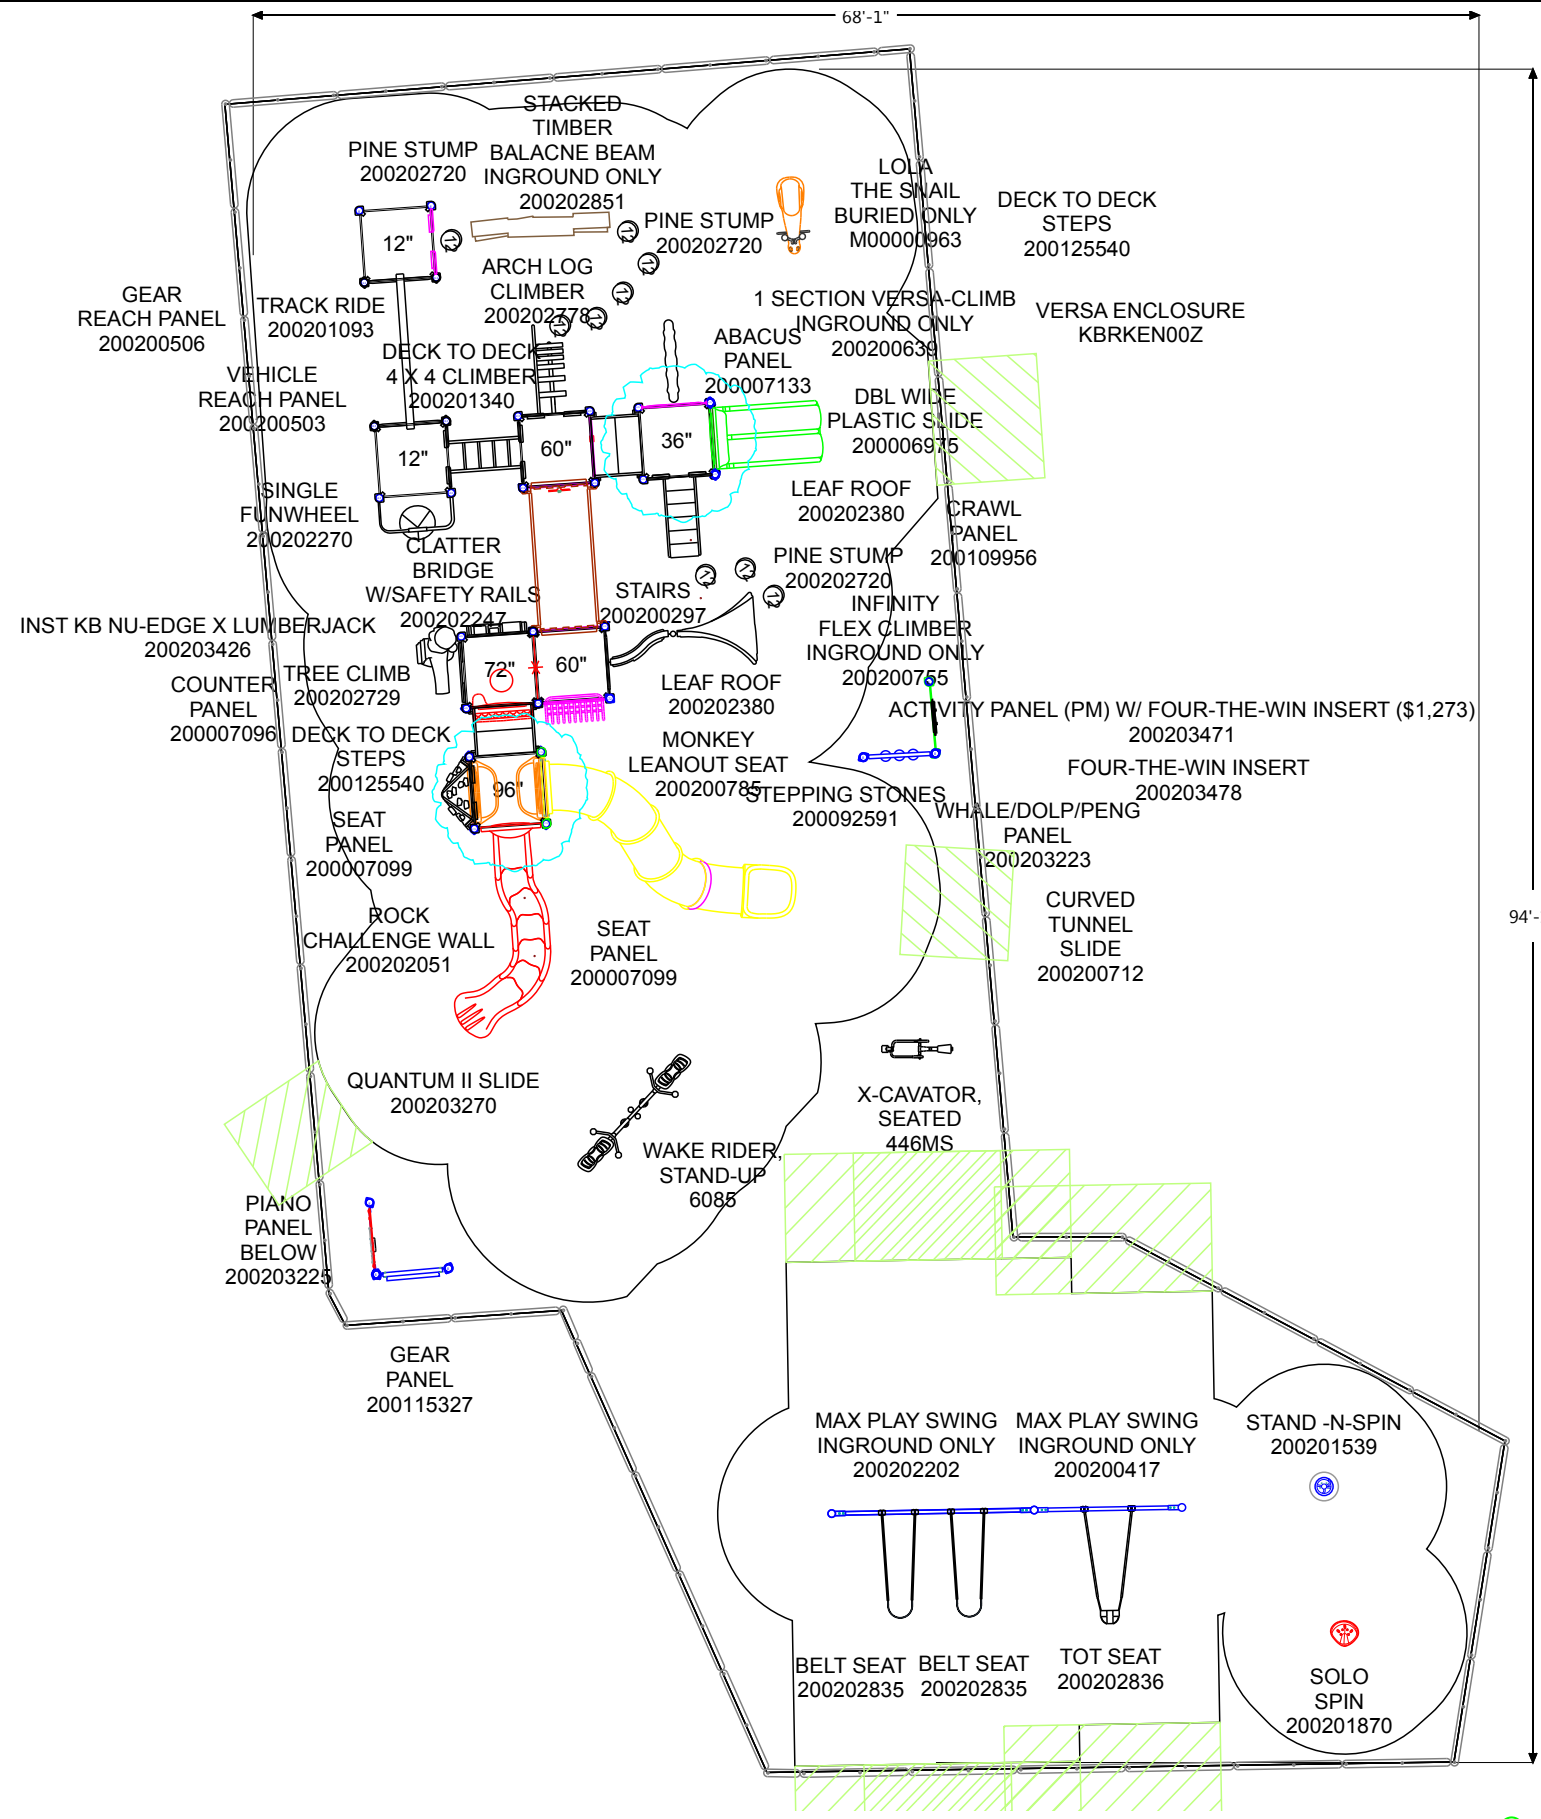 68'-1"
STACKED
TIMBER
BALACNE BEAM
INGROUND ONLY
200202851
PINE STUMP
200202720
LOLA
THE SNAIL
BURIED ONLY
M00000963
DECK TO DECK
STEPS
200125540
12"
12
PINE STUMP
200202720
12
12
12
12
12
ARCH LOG
CLIMBER
200202778
GEAR
REACH PANEL
200200506
TRACK RIDE
200201093
1 SECTION VERSA-CLIMB
INGROUND ONLY
200200639
VERSA ENCLOSURE
KBRKEN00Z
ABACUS
PANEL
200007133
DECK TO DECK
4 X 4 CLIMBER
200201340
VEHICLE
REACH PANEL
200200503
DBL WIDE
PLASTIC SLIDE
200006975
12"
60"
36"
SINGLE
FUNWHEEL
200202270
LEAF ROOF
200202380
CRAWL
PANEL
200109956
CLATTER
BRIDGE
W/SAFETY RAILS
200202247
PINE STUMP
200202720
12
12
12
STAIRS
200200297
INFINITY
FLEX CLIMBER
INGROUND ONLY
200200755
INST KB NU-EDGE X LUMBERJACK
200203426
TREE CLIMB
200202729
72"
60"
COUNTER
PANEL
200007096
LEAF ROOF
200202380
ACTIVITY PANEL (PM) W/ FOUR-THE-WIN INSERT ($1,273)
200203471
DECK TO DECK
STEPS
200125540
MONKEY
LEANOUT SEAT
200200785
FOUR-THE-WIN INSERT
200203478
96"
STEPPING STONES
200092591
WHALE/DOLP/PENG
PANEL
200203223
SEAT
PANEL
200007099
CURVED
TUNNEL
SLIDE
200200712
94'-
ROCK
CHALLENGE WALL
200202051
SEAT
PANEL
200007099
QUANTUM II SLIDE
200203270
X-CAVATOR,
SEATED
446MS
WAKE RIDER,
STAND-UP
6085
PIANO
PANEL
BELOW
200203225
GEAR
PANEL
200115327
MAX PLAY SWING
INGROUND ONLY
200202202
MAX PLAY SWING
INGROUND ONLY
200200417
STAND -N-SPIN
200201539
BELT SEAT
200202835
BELT SEAT
200202835
TOT SEAT
200202836
SOLO
SPIN
200201870